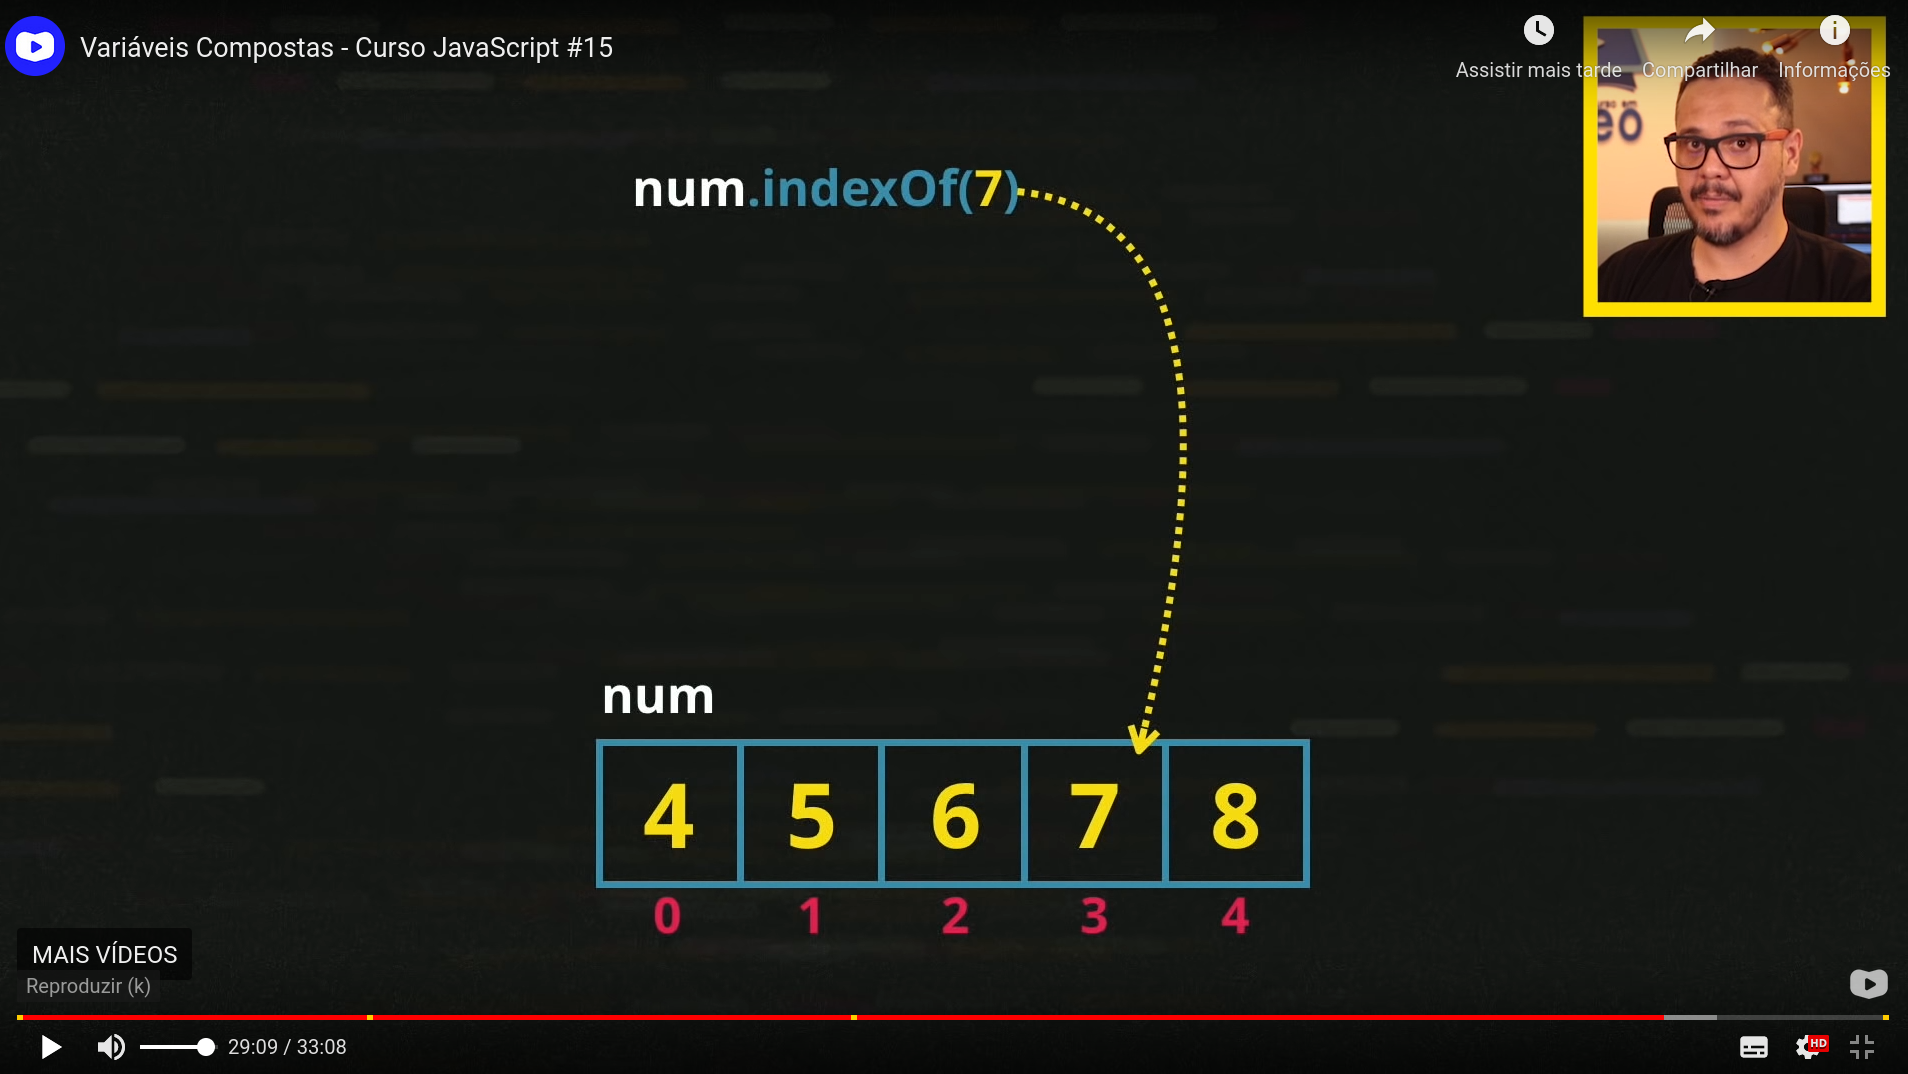 Variáveis Compostas - Curso JavaScript #15
Assistir mais tarde
Compartilhar
Informações
eo
num.indexOf(7)
num
4 5 6 7 8
0 1 2 3 4
MAIS VÍDEOS
Reproduzir (k)
29:09 / 33:08
HD